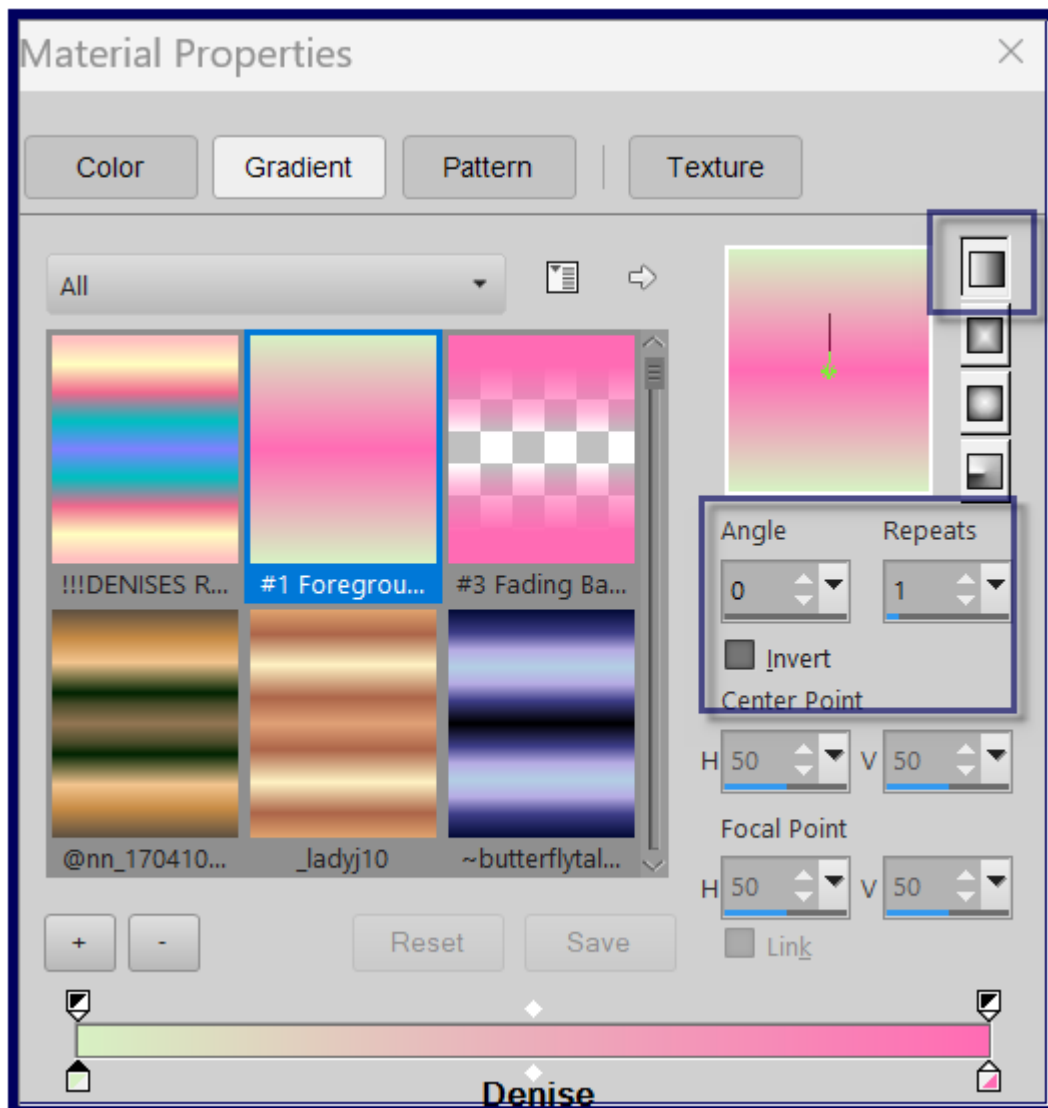 Material Properties
Color Gradient Pattern Texture
All
!!!DENISES R... #1 Foregrou... #3 Fading Ba...
@nn_170410... _ladyj10 ~butterflytal...
Angle Repeats
0 1
Invert
Center Point
H 50 V 50
Focal Point
H 50 V 50
Link
+ - Reset Save
Denise